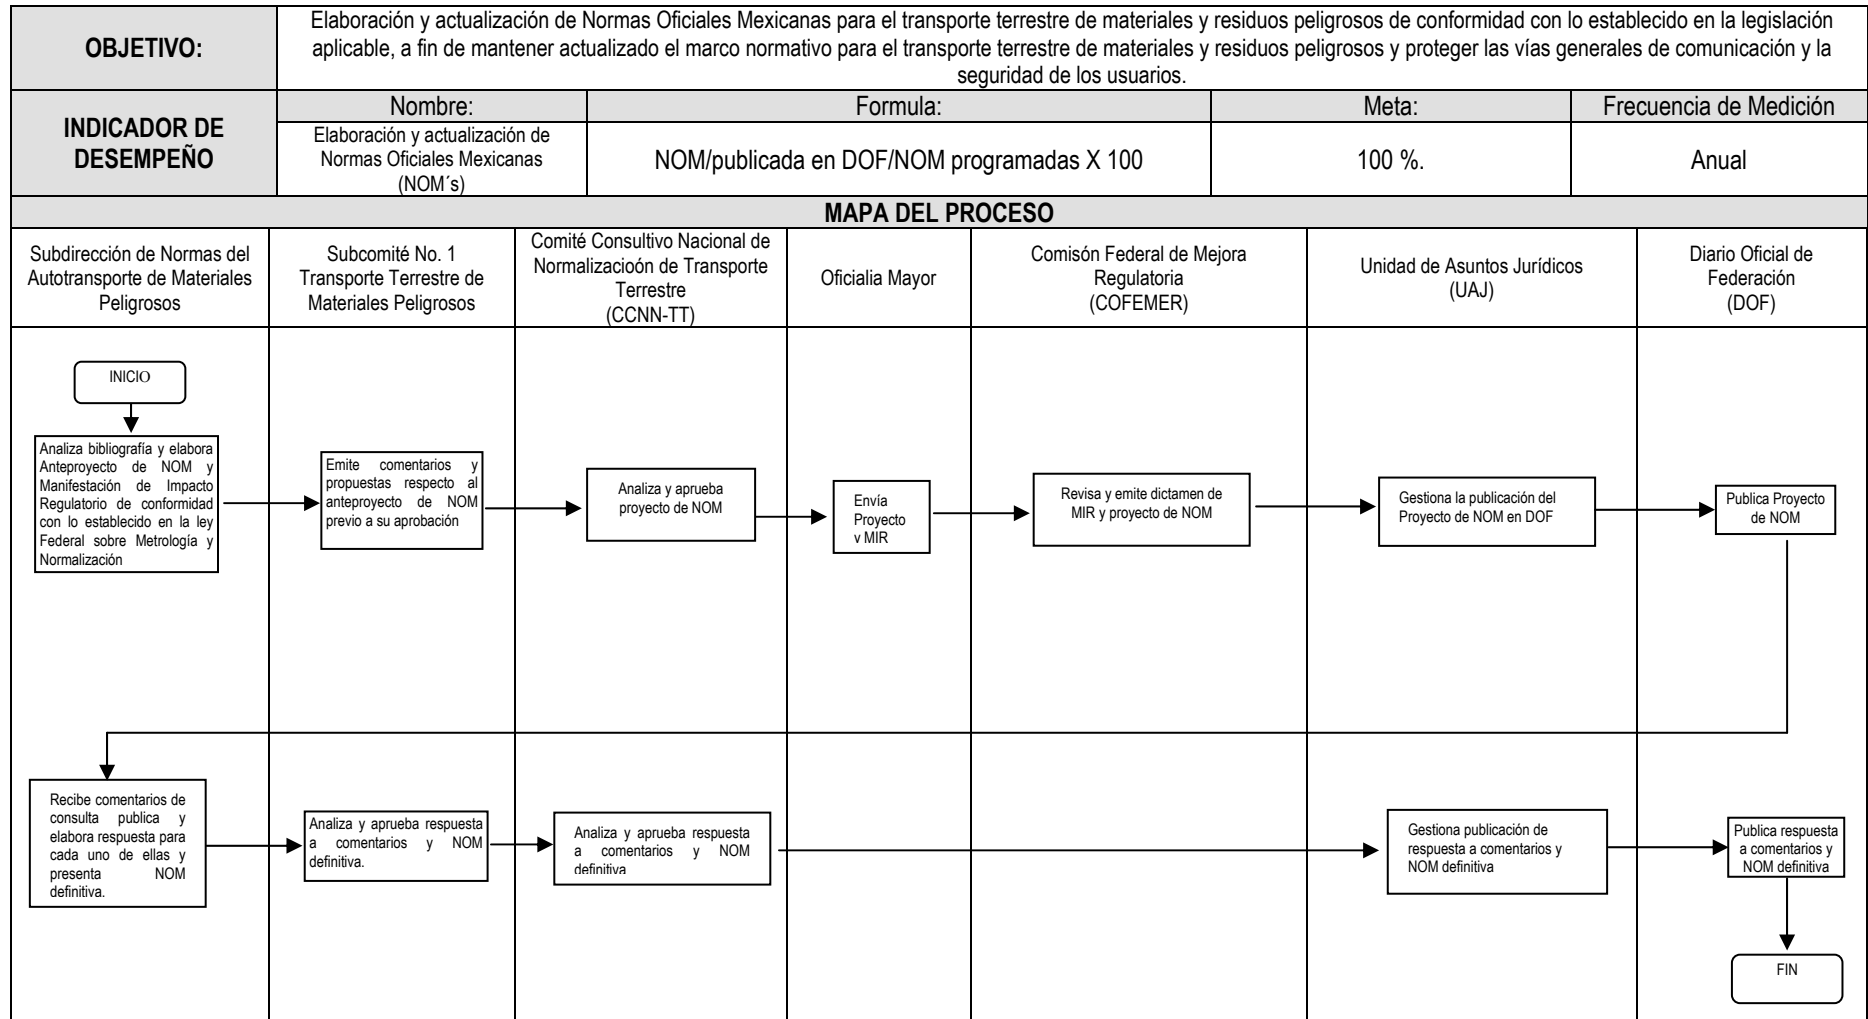 OBJETIVO:
Elaboración y actualización de Normas Oficiales Mexicanas para el transporte terrestre de materiales y residuos peligrosos de conformidad con lo establecido en la legislación
aplicable, a fin de mantener actualizado el marco normativo para el transporte terrestre de materiales y residuos peligrosos y proteger las vías generales de comunicación y la
seguridad de los usuarios.
INDICADOR DE
DESEMPEÑO
Nombre:
Formula:
Meta:
Frecuencia de Medición
Elaboración y actualización de
Normas Oficiales Mexicanas
(NOM´s)
NOM/publicada en DOF/NOM programadas X 100
100 %.
Anual
MAPA DEL PROCESO
Subdirección de Normas del
Autotransporte de Materiales
Peligrosos
Subcomité No. 1
Transporte Terrestre de
Materiales Peligrosos
Comité Consultivo Nacional de
Normalizacioón de Transporte
Terrestre
(CCNN-TT)
Oficialia Mayor
Comisón Federal de Mejora
Regulatoria
(COFEMER)
Unidad de Asuntos Jurídicos
(UAJ)
Diario Oficial de
Federación
(DOF)
INICIO
Analiza bibliografía y elabora
Anteproyecto de NOM y
Manifestación de Impacto
Regulatorio de conformidad
con lo establecido en la ley
Federal sobre Metrología y
Normalización
Emite comentarios y
propuestas respecto al
anteproyecto de NOM
previo a su aprobación
Analiza y aprueba
proyecto de NOM
Envía
Proyecto
y MIR
Revisa y emite dictamen de
MIR y proyecto de NOM
Gestiona la publicación del
Proyecto de NOM en DOF
Publica Proyecto
de NOM
Recibe comentarios de
consulta publica y
elabora respuesta para
cada uno de ellas y
presenta NOM
definitiva.
Analiza y aprueba respuesta
a comentarios y NOM
definitiva.
Analiza y aprueba respuesta
a comentarios y NOM
definitiva
Gestiona publicación de
respuesta a comentarios y
NOM definitiva
Publica respuesta
a comentarios y
NOM definitiva
FIN